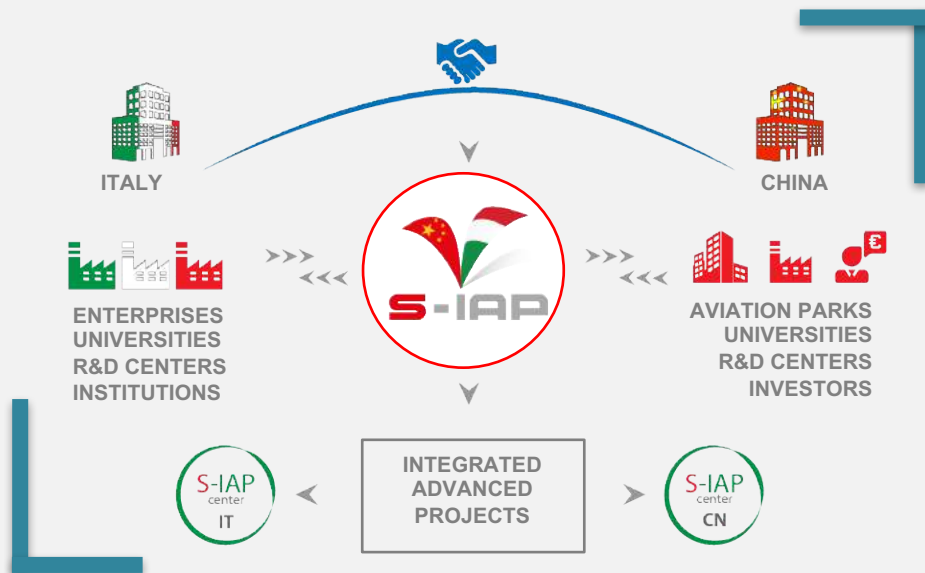 ITALY
CHINA
S-IAP
€
ENTERPRISES
UNIVERSITIES
R&D CENTERS
INSTITUTIONS
AVIATION PARKS
UNIVERSITIES
R&D CENTERS
INVESTORS
S-IAP
center
IT
INTEGRATED
ADVANCED
PROJECTS
S-IAP
center
CN